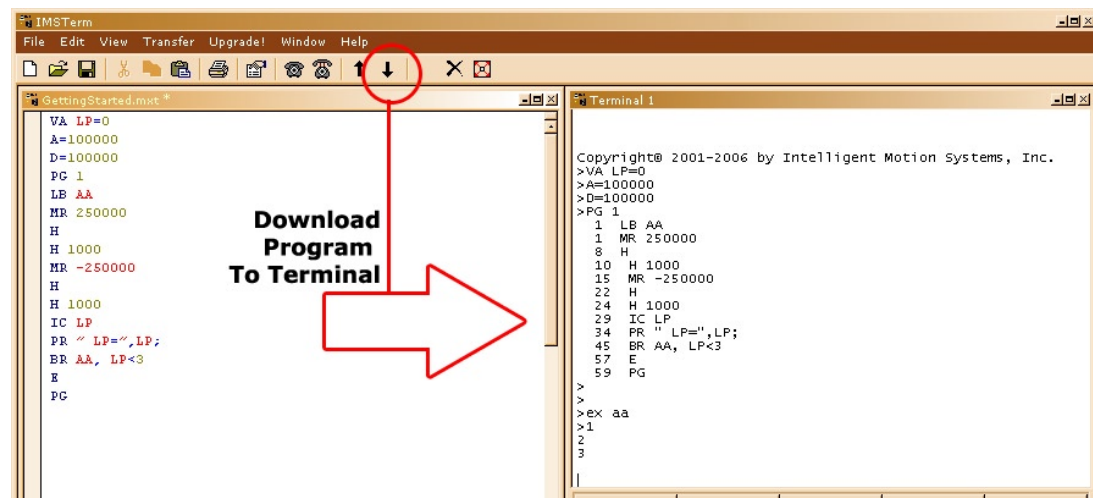 IMSTerm
File Edit View Transfer Upgrade! Window Help
GettingStarted.mxt *
VA LP=0
A=100000
D=100000
PG 1
LB AA
MR 250000
H
H 1000
MR -250000
H
H 1000
IC LP
PR " LP=",LP;
BR AA, LP<3
E
PG
Download
Program
To Terminal
Terminal 1
Copyright® 2001-2006 by Intelligent Motion Systems, Inc.
>VA LP=0
>A=100000
>D=100000
>PG 1
1 LB AA
1 MR 250000
8 H
10 H 1000
15 MR -250000
22 H
24 H 1000
29 IC LP
34 PR " LP=",LP;
45 BR AA, LP<3
57 E
59 PG
>
>
>ex aa
>1
2
3